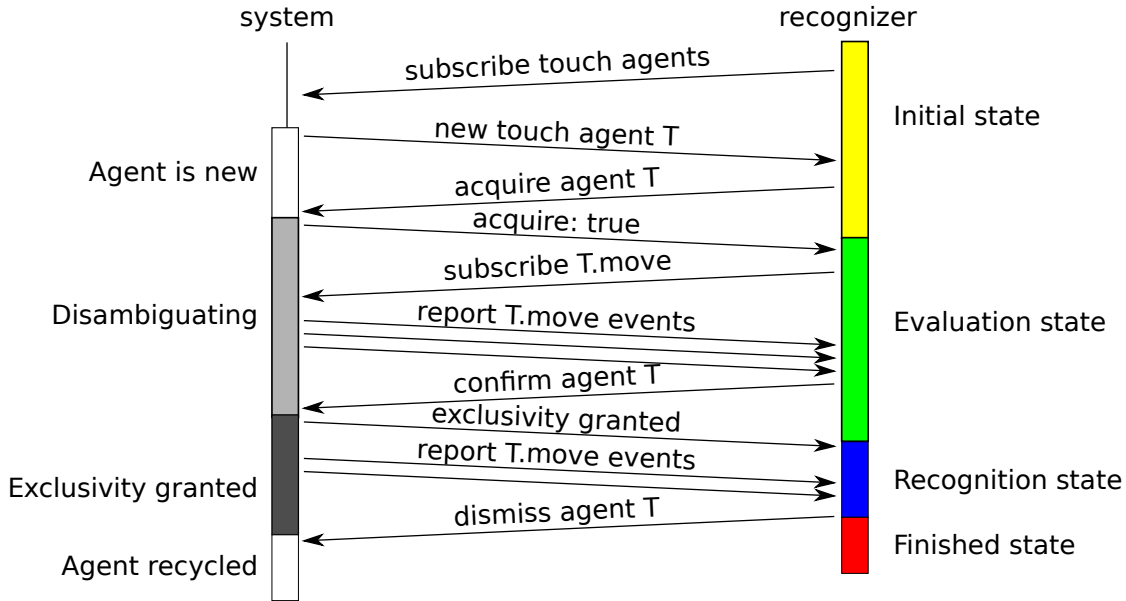 system
recognizer
subscribe touch agents
Initial state
new touch agent T
Agent is new
acquire agent T
acquire: true
subscribe T.move
Disambiguating
report T.move events
Evaluation state
confirm agent T
exclusivity granted
report T.move events
Exclusivity granted
Recognition state
dismiss agent T
Finished state
Agent recycled